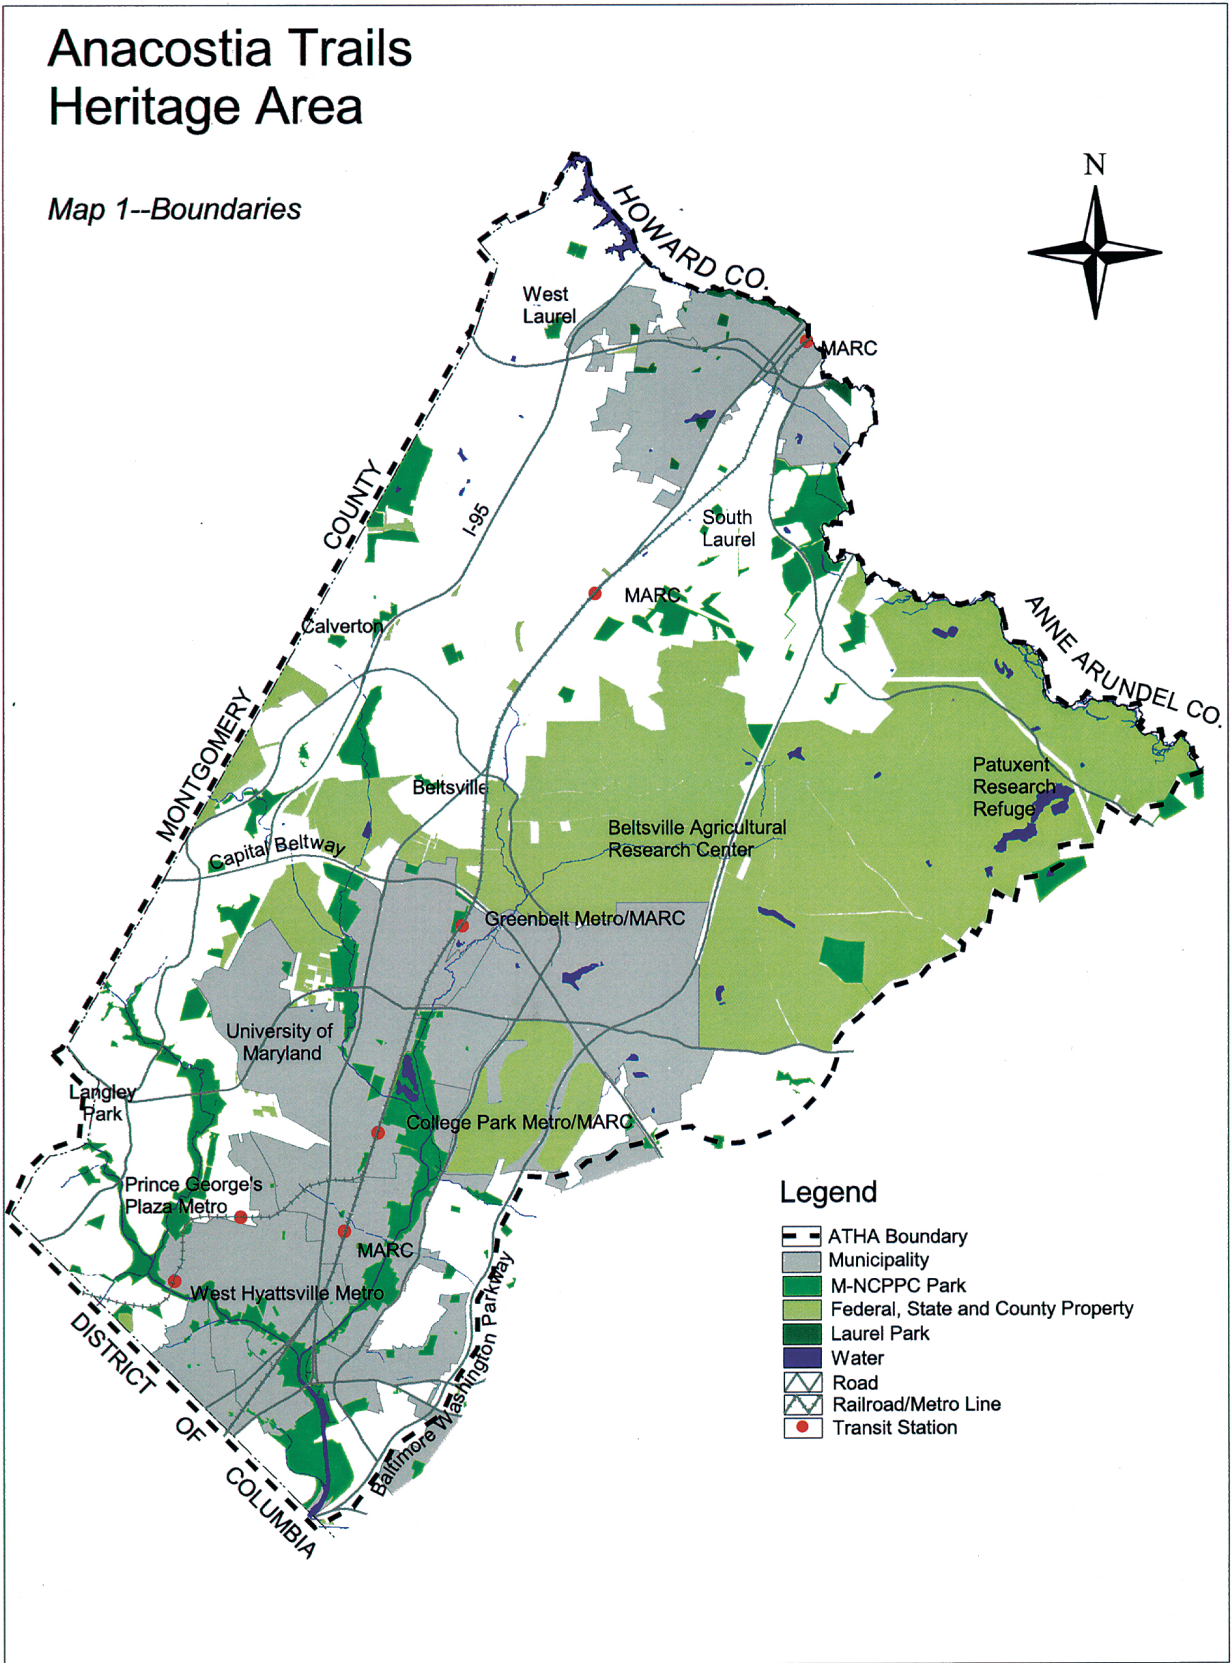 Anacostia Trails
Heritage Area
Map 1--Boundaries
N
HOWARD CO.
West
Laurel
MARC
COUNTY
I-95
South
Laurel
MARC
ANNE ARUNDEL CO.
Calverton
MONTGOMERY
Patuxent
Research
Refuge
Beltsville
Beltsville Agricultural
Research Center
Capital Beltway
Greenbelt Metro/MARC
University of
Maryland
Langley
Park
College Park Metro/MARC
Prince George's
Plaza Metro
MARC
West Hyattsville Metro
Baltimore Washington Parkway
DISTRICT
OF
COLUMBIA
Legend
ATHA Boundary
Municipality
M-NCPPC Park
Federal, State and County Property
Laurel Park
Water
Road
Railroad/Metro Line
Transit Station